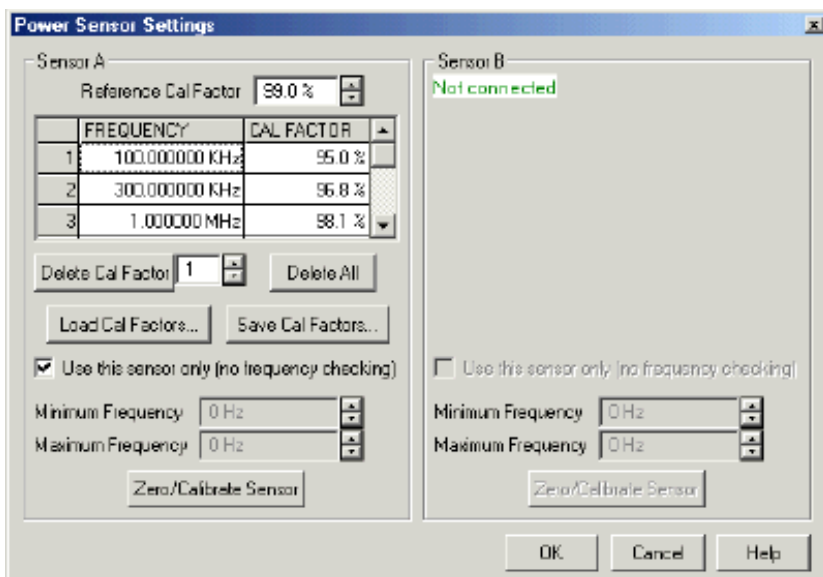 Power Sensor Settings
Sensor A
Reference Cal Factor 99.0 %
FREQUENCY CAL FACTOR
1 100.000000 KHz 95.0 %
2 300.000000 KHz 96.8 %
3 1.000000 MHz 98.1 %
Delete Cal Factor 1 Delete All
Load Cal Factors... Save Cal Factors...
Use this sensor only (no frequency checking)
Minimum Frequency 0 Hz
Maximum Frequency 0 Hz
Zero/Calibrate Sensor
Sensor B
Not connected
Use this sensor only (no frequency checking)
Minimum Frequency 0 Hz
Maximum Frequency 0 Hz
Zero/Calibrate Sensor
OK Cancel Help